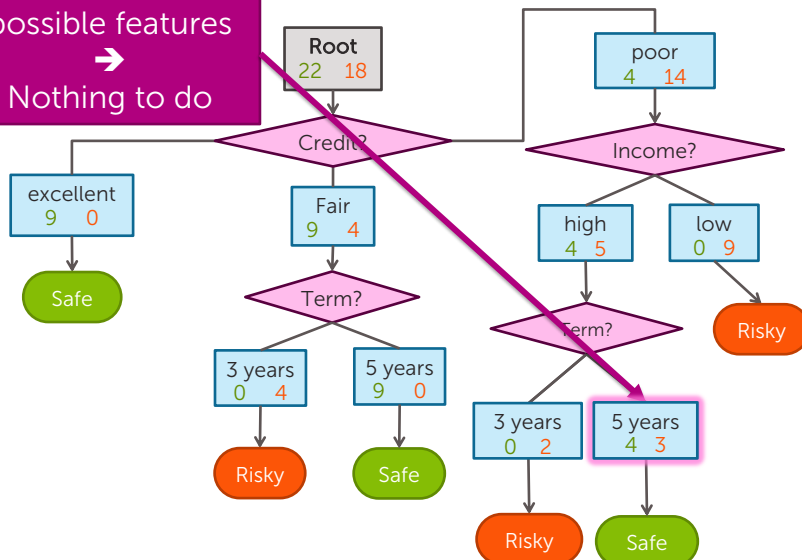 possible features
➔
Nothing to do
Root
22 18
Credit?
poor
4 14
Income?
excellent
9 0
Fair
9 4
high
4 5
low
0 9
Safe
Term?
Term?
Risky
3 years
0 4
5 years
9 0
3 years
0 2
5 years
4 3
Risky
Safe
Risky
Safe